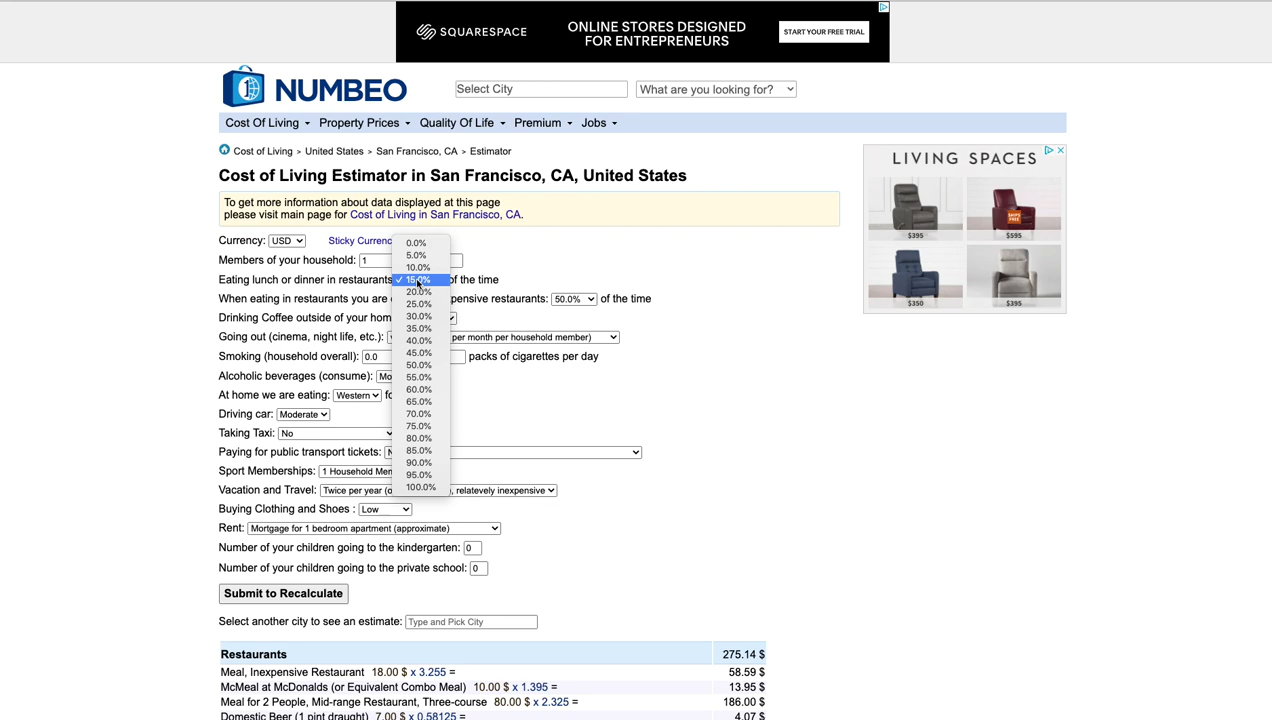 SQUARESPACE
ONLINE STORES DESIGNED
FOR ENTREPRENEURS
START YOUR FREE TRIAL
NUMBEO
Select City
What are you looking for?
Cost Of Living
Property Prices
Quality Of Life
Premium
Jobs
Cost of Living > United States > San Francisco, CA > Estimator
Cost of Living Estimator in San Francisco, CA, United States
To get more information about data displayed at this page
please visit main page for Cost of Living in San Francisco, CA.
LIVING SPACES
$395
SHIPS FREE
$595
$350
$395
Currency: USD
Sticky Currenc
Members of your household: 1
Eating lunch or dinner in restaurants
of the time
When eating in restaurants you are
pensive restaurants: 50.0% of the time
Drinking Coffee outside of your hom
Going out (cinema, night life, etc.):
per month per household member)
Smoking (household overall): 0.0
packs of cigarettes per day
Alcoholic beverages (consume): Mo
At home we are eating: Western fo
Driving car: Moderate
Taking Taxi: No
Paying for public transport tickets: N
Sport Memberships: 1 Household Mem
Vacation and Travel: Twice per year (o
, relatevely inexpensive
Buying Clothing and Shoes : Low
Rent: Mortgage for 1 bedroom apartment (approximate)
Number of your children going to the kindergarten: 0
Number of your children going to the private school: 0
0.0%
5.0%
10.0%
✓ 15.0%
20.0%
25.0%
30.0%
35.0%
40.0%
45.0%
50.0%
55.0%
60.0%
65.0%
70.0%
75.0%
80.0%
85.0%
90.0%
95.0%
100.0%
Submit to Recalculate
Select another city to see an estimate: Type and Pick City
Restaurants 275.14 $
Meal, Inexpensive Restaurant 18.00 $ x 3.255 = 58.59 $
McMeal at McDonalds (or Equivalent Combo Meal) 10.00 $ x 1.395 = 13.95 $
Meal for 2 People, Mid-range Restaurant, Three-course 80.00 $ x 2.325 = 186.00 $
Domestic Beer (1 pint draught) 7.00 $ x 0.58125 = 4.07 $